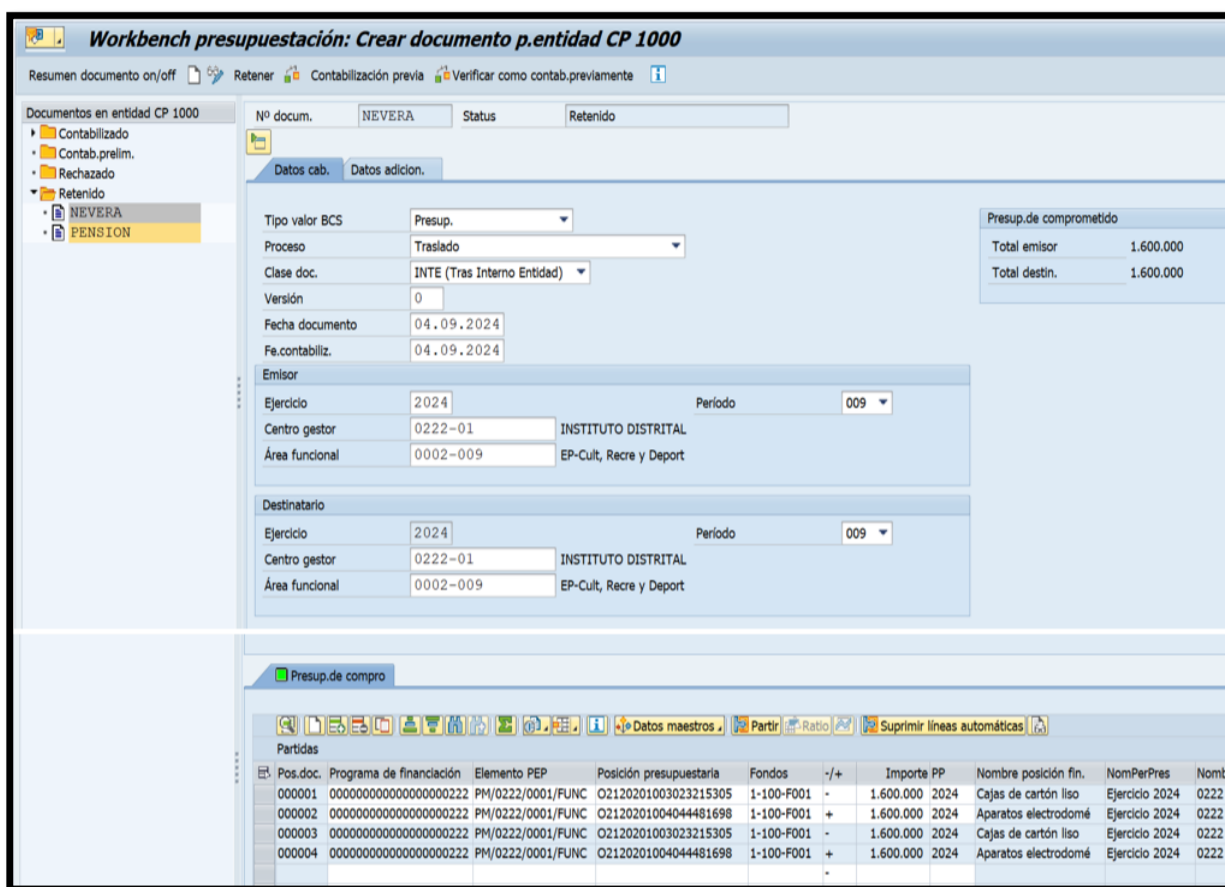 Workbench presupuestación: Crear documento p.entidad CP 1000
Resumen documento on/off Retener Contabilización previa Verificar como contab.previamente
Documentos en entidad CP 1000
Contabilizado
Contab.prelim.
Rechazado
Retenido
NEVERA
PENSION
Nº docum. NEVERA Status Retenido
Datos cab. Datos adicion.
Tipo valor BCS Presup.
Proceso Traslado
Clase doc. INTE (Tras Interno Entidad)
Versión 0
Fecha documento 04.09.2024
Fe.contabiliz. 04.09.2024
Presup.de comprometido
Total emisor 1.600.000
Total destin. 1.600.000
Emisor
Ejercicio 2024 Período 009
Centro gestor 0222-01 INSTITUTO DISTRITAL
Área funcional 0002-009 EP-Cult, Recre y Deport
Destinatario
Ejercicio 2024 Período 009
Centro gestor 0222-01 INSTITUTO DISTRITAL
Área funcional 0002-009 EP-Cult, Recre y Deport
Presup.de compro
Datos maestros Partir Ratio Suprimir líneas automáticas
Partidas
Pos.doc. Programa de financiación Elemento PEP Posición presupuestaria Fondos -/+ Importe PP Nombre posición fin. NomPerPres Nomb
000001 000000000000000000000222 PM/0222/0001/FUNC O2120201003023215305 1-100-F001 - 1.600.000 2024 Cajas de cartón liso Ejercicio 2024 0222
000002 000000000000000000000222 PM/0222/0001/FUNC O2120201004044481698 1-100-F001 + 1.600.000 2024 Aparatos electrodomé Ejercicio 2024 0222
000003 000000000000000000000222 PM/0222/0001/FUNC O2120201003023215305 1-100-F001 - 1.600.000 2024 Cajas de cartón liso Ejercicio 2024 0222
000004 000000000000000000000222 PM/0222/0001/FUNC O2120201004044481698 1-100-F001 + 1.600.000 2024 Aparatos electrodomé Ejercicio 2024 0222
-